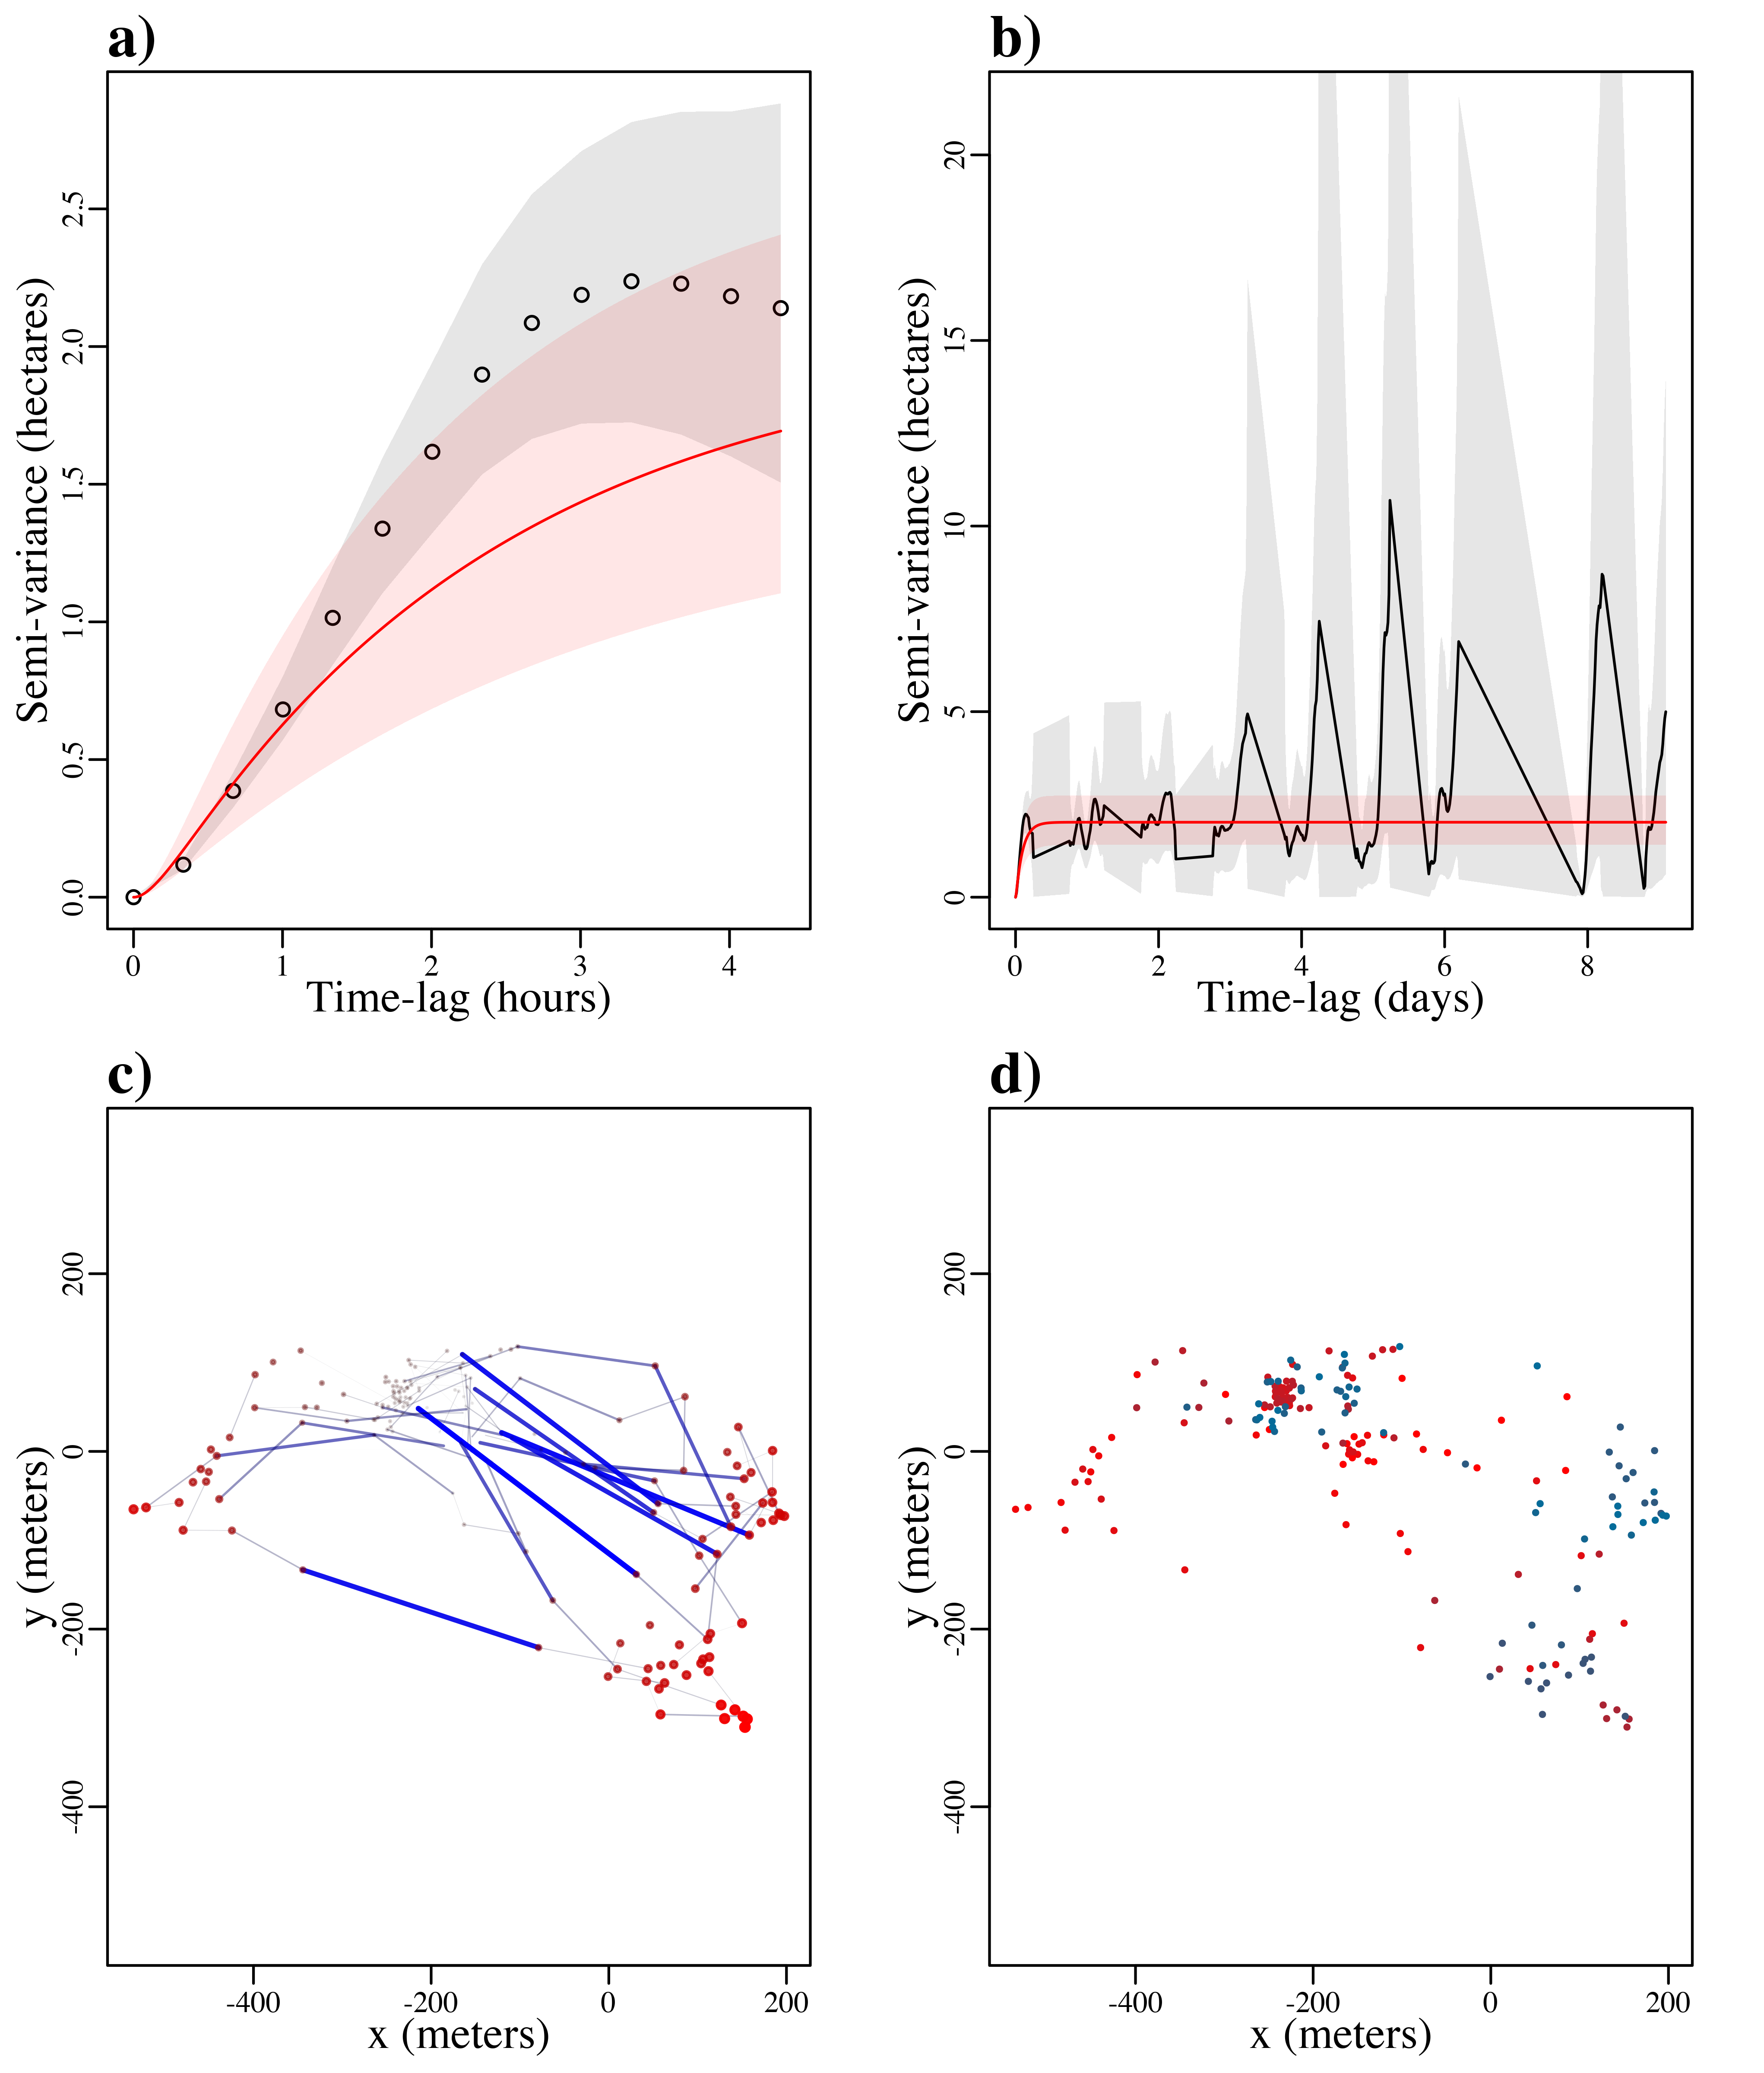 a)
Semi-variance (hectares)
0.0 0.5 1.0 1.5 2.0 2.5
0 1 2 3 4
Time-lag (hours)
b)
Semi-variance (hectares)
0 5 10 15 20
0 2 4 6 8
Time-lag (days)
c)
y (meters)
-400 -200 0 200
-400 -200 0 200
x (meters)
d)
y (meters)
-400 -200 0 200
-400 -200 0 200
x (meters)